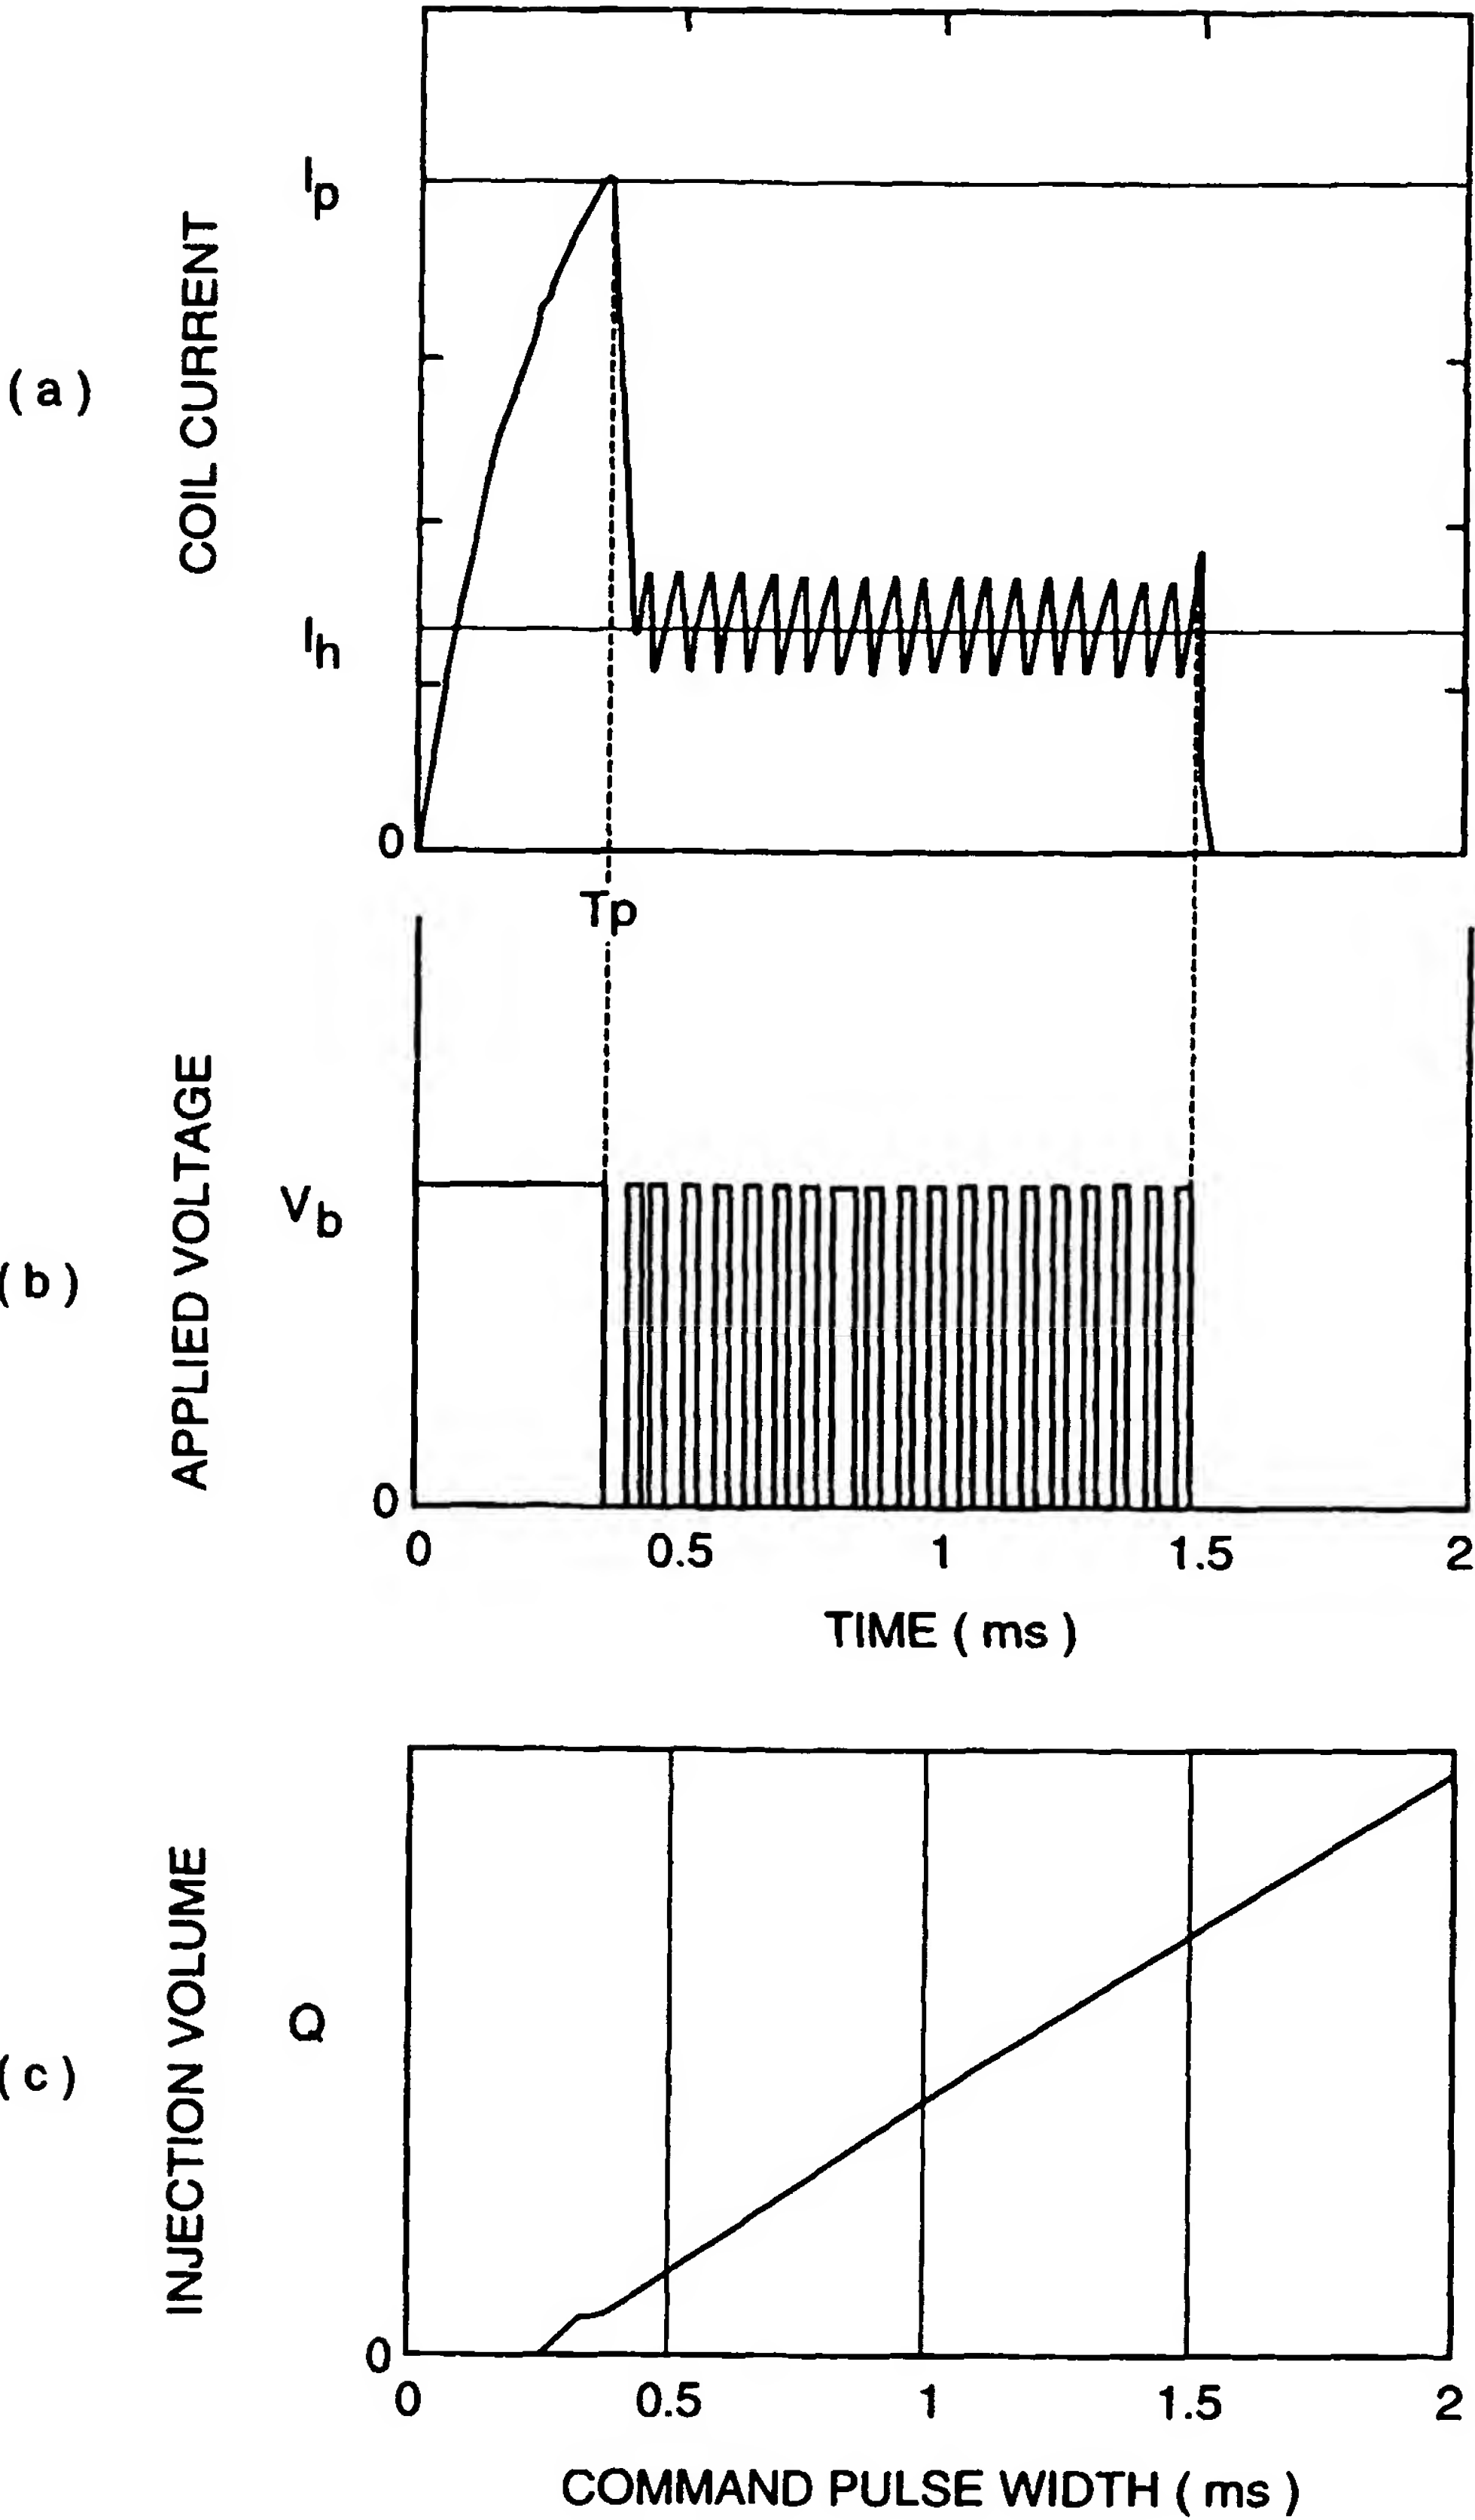 (a)
COIL CURRENT
Ip
Ih
0
Tp
(b)
APPLIED VOLTAGE
Vb
0
0 0.5 1 1.5 2
TIME (ms)
(c)
INJECTION VOLUME
Q
0
0 0.5 1 1.5 2
COMMAND PULSE WIDTH (ms)